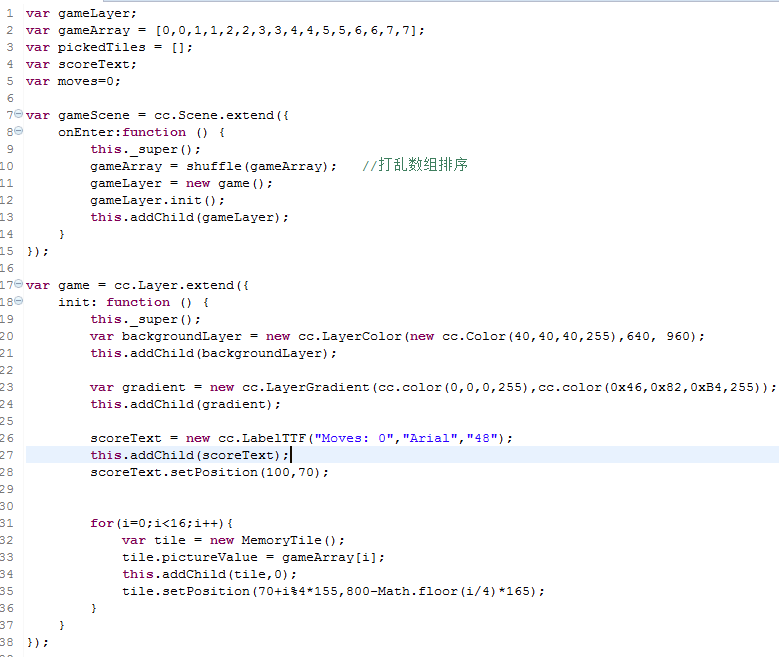 1 var gameLayer;
2 var gameArray = [0,0,1,1,2,2,3,3,4,4,5,5,6,6,7,7];
3 var pickedTiles = [];
4 var scoreText;
5 var moves=0;
6
7 var gameScene = cc.Scene.extend({
8 onEnter:function () {
9 this._super();
10 gameArray = shuffle(gameArray); //打乱数组排序
11 gameLayer = new game();
12 gameLayer.init();
13 this.addChild(gameLayer);
14 }
15 });
16
17 var game = cc.Layer.extend({
18 init: function () {
19 this._super();
20 var backgroundLayer = new cc.LayerColor(new cc.Color(40,40,40,255),640, 960);
21 this.addChild(backgroundLayer);
22
23 var gradient = new cc.LayerGradient(cc.color(0,0,0,255),cc.color(0x46,0x82,0xB4,255));
24 this.addChild(gradient);
25
26 scoreText = new cc.LabelTTF("Moves: 0","Arial","48");
27 this.addChild(scoreText);
28 scoreText.setPosition(100,70);
29
30
31 for(i=0;i<16;i++){
32 var tile = new MemoryTile();
33 tile.pictureValue = gameArray[i];
34 this.addChild(tile,0);
35 tile.setPosition(70+i%4*155,800-Math.floor(i/4)*165);
36 }
37 }
38 });